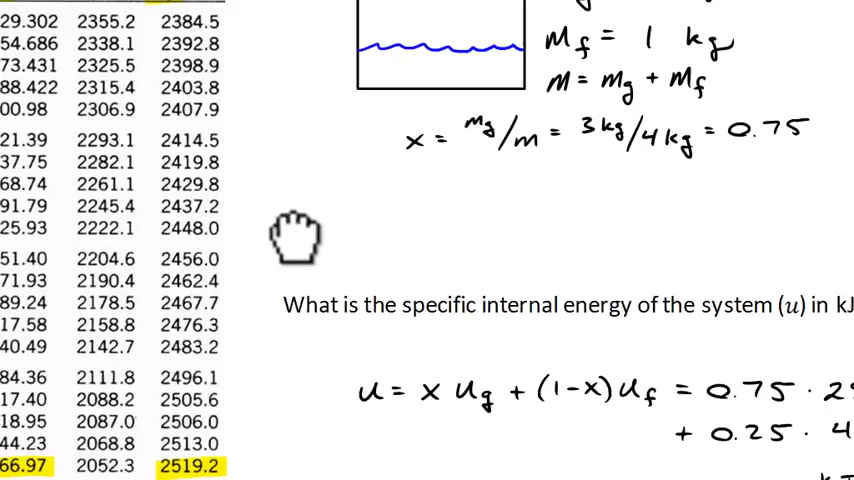 29.302 2355.2 2384.5
54.686 2338.1 2392.8
73.431 2325.5 2398.9
88.422 2315.4 2403.8
00.98 2306.9 2407.9
21.39 2293.1 2414.5
37.75 2282.1 2419.8
68.74 2261.1 2429.8
91.79 2245.4 2437.2
25.93 2222.1 2448.0
51.40 2204.6 2456.0
71.93 2190.4 2462.4
89.24 2178.5 2467.7
17.58 2158.8 2476.3
40.49 2142.7 2483.2
84.36 2111.8 2496.1
17.40 2088.2 2505.6
18.95 2087.0 2506.0
44.23 2068.8 2513.0
66.97 2052.3 2519.2
mf = 1 kg
m = mg + mf
x = mg/m = 3 kg/4 kg = 0.75
What is the specific internal energy of the system (u) in kJ
u = x ug + (1-x) uf = 0.75 · 2
+ 0.25 · 4